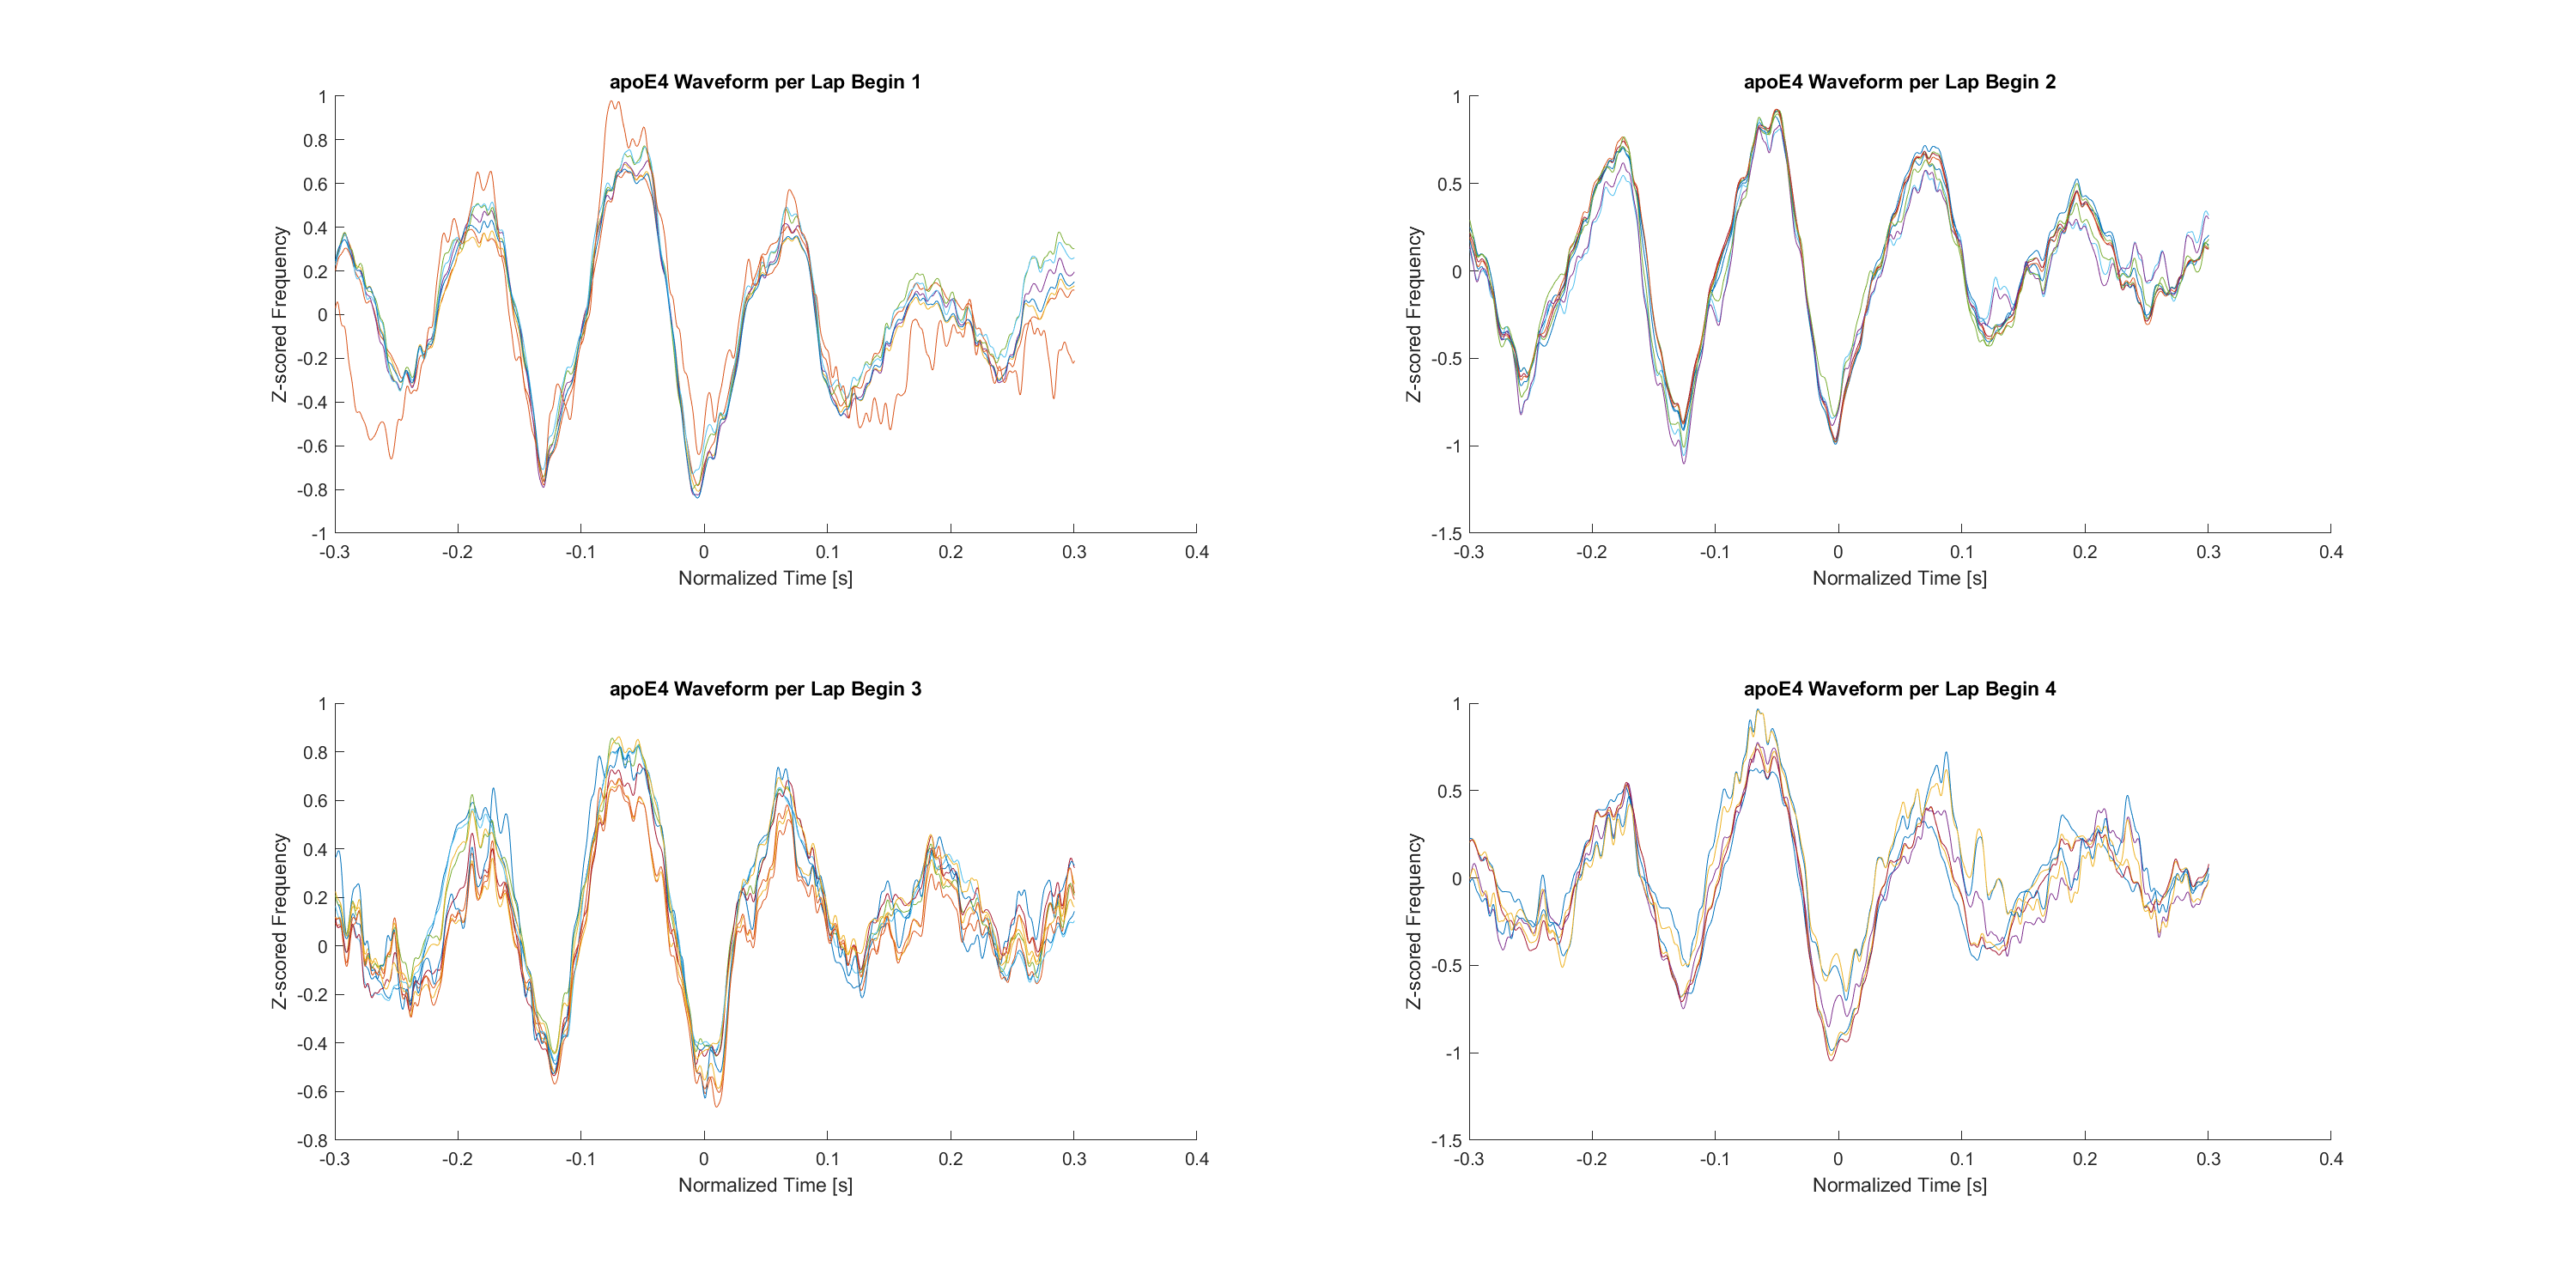 apoE4 Waveform per Lap Begin 1
1
0.8
0.6
0.4
0.2
0
-0.2
-0.4
-0.6
-0.8
-1
Z-scored Frequency
-0.3 -0.2 -0.1 0 0.1 0.2 0.3 0.4
Normalized Time [s]
apoE4 Waveform per Lap Begin 2
1
0.5
0
-0.5
-1
-1.5
Z-scored Frequency
-0.3 -0.2 -0.1 0 0.1 0.2 0.3 0.4
Normalized Time [s]
apoE4 Waveform per Lap Begin 3
1
0.8
0.6
0.4
0.2
0
-0.2
-0.4
-0.6
-0.8
Z-scored Frequency
-0.3 -0.2 -0.1 0 0.1 0.2 0.3 0.4
Normalized Time [s]
apoE4 Waveform per Lap Begin 4
1
0.5
0
-0.5
-1
-1.5
Z-scored Frequency
-0.3 -0.2 -0.1 0 0.1 0.2 0.3 0.4
Normalized Time [s]